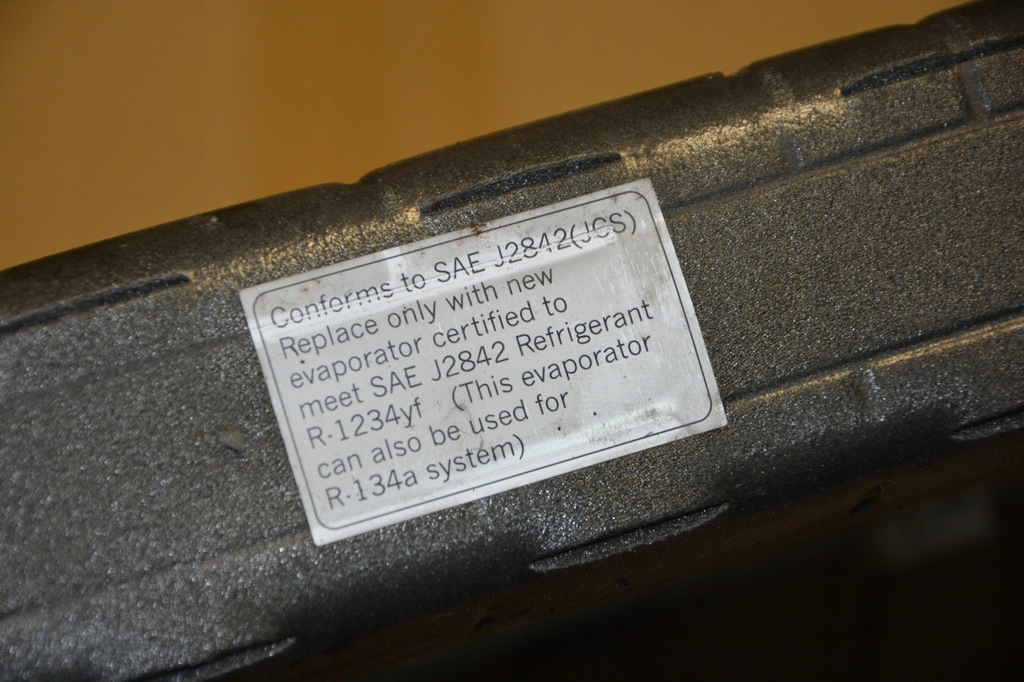 Conforms to SAE J2842(JCS)
Replace only with new
evaporator certified to
meet SAE J2842 Refrigerant
R-1234yf (This evaporator
can also be used for
R-134a system)